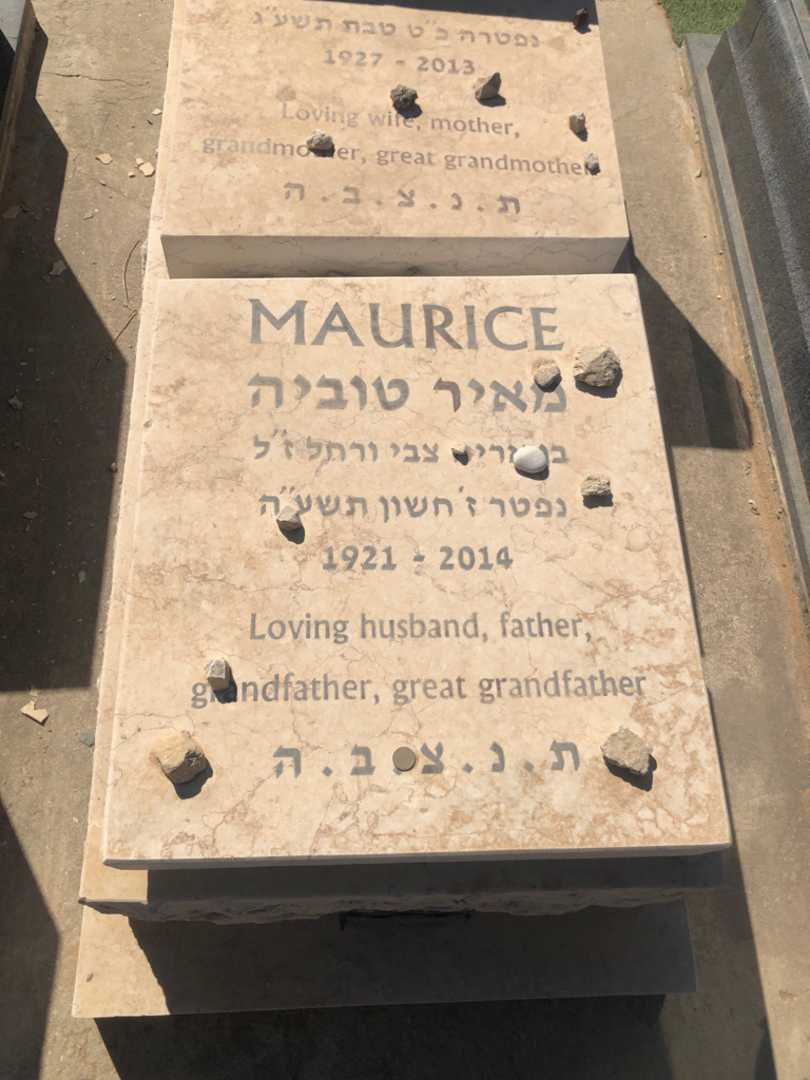 נפטרה כ"ט טבת תשע"ג
1927 - 2013
Loving wife, mother,
grandmother, great grandmother
ת.נ.צ.ב.ה
MAURICE
מאיר טוביה
צבי ורחל ז"ל
נפטר ז' חשון תשע"ה
1921 - 2014
Loving husband, father,
grandfather, great grandfather
ת.נ.צ.ב.ה